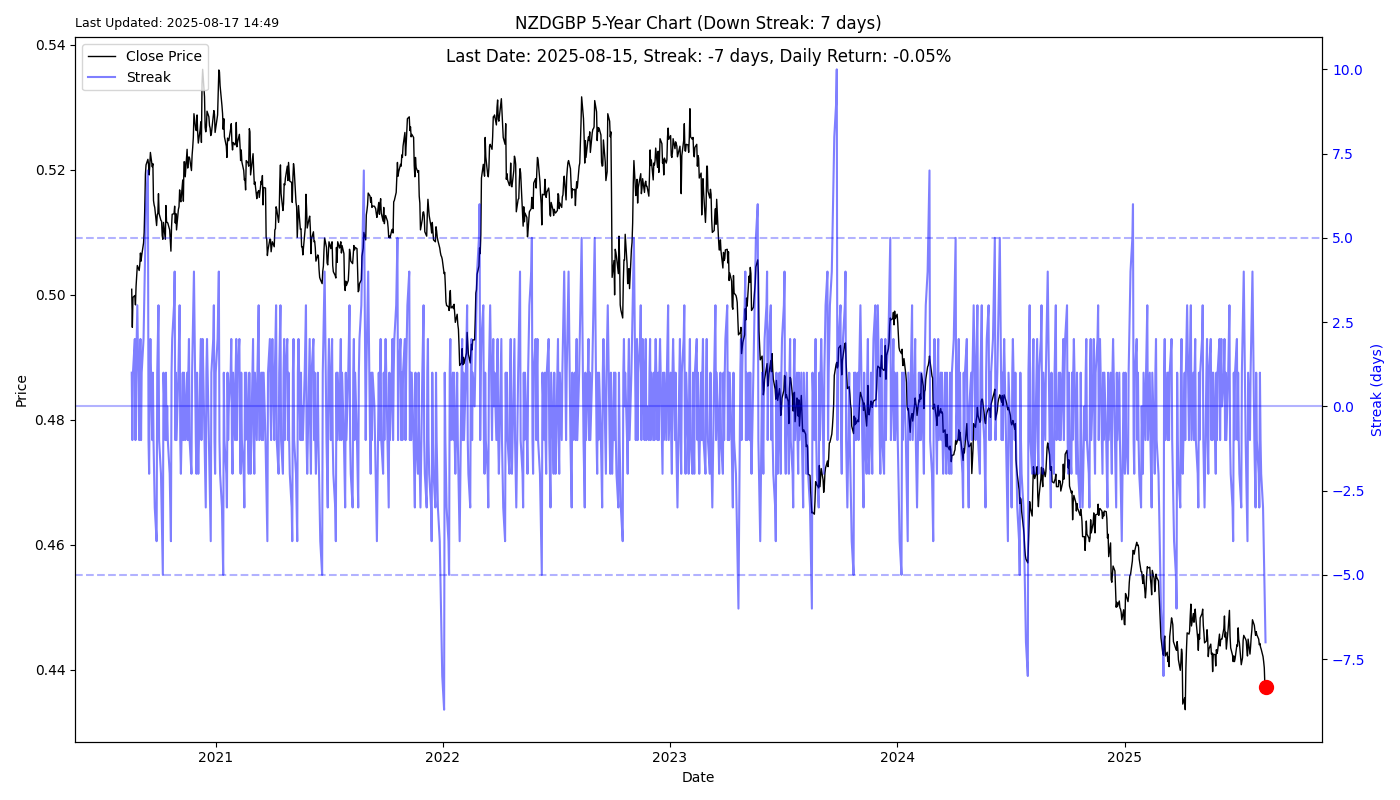 Last Updated: 2025-08-17 14:49
NZDGBP 5-Year Chart (Down Streak: 7 days)
Last Date: 2025-08-15, Streak: -7 days, Daily Return: -0.05%
Close Price
Streak
0.54
0.52
0.50
0.48
0.46
0.44
Price
10.0
7.5
5.0
2.5
0.0
−2.5
−5.0
−7.5
Streak (days)
2021
2022
2023
2024
2025
Date